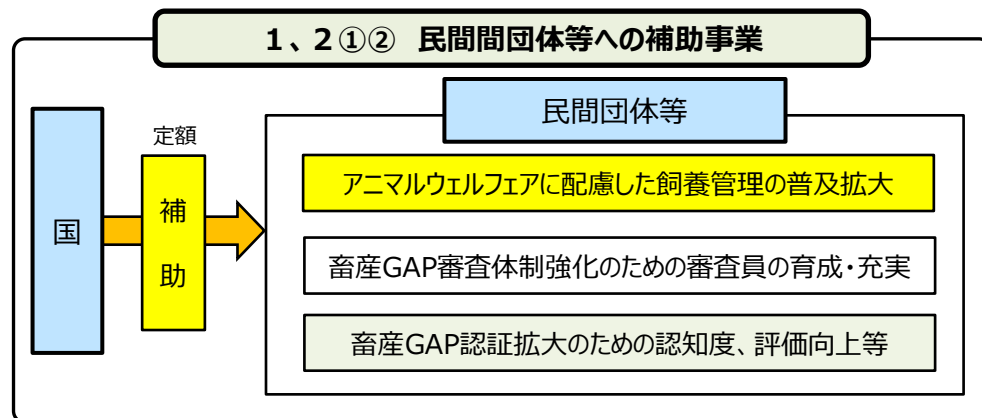 １、２①② 民間間団体等への補助事業
民間団体等
定額
国
補助
アニマルウェルフェアに配慮した飼養管理の普及拡大
畜産GAP審査体制強化のための審査員の育成・充実
畜産GAP認証拡大のための認知度、評価向上等